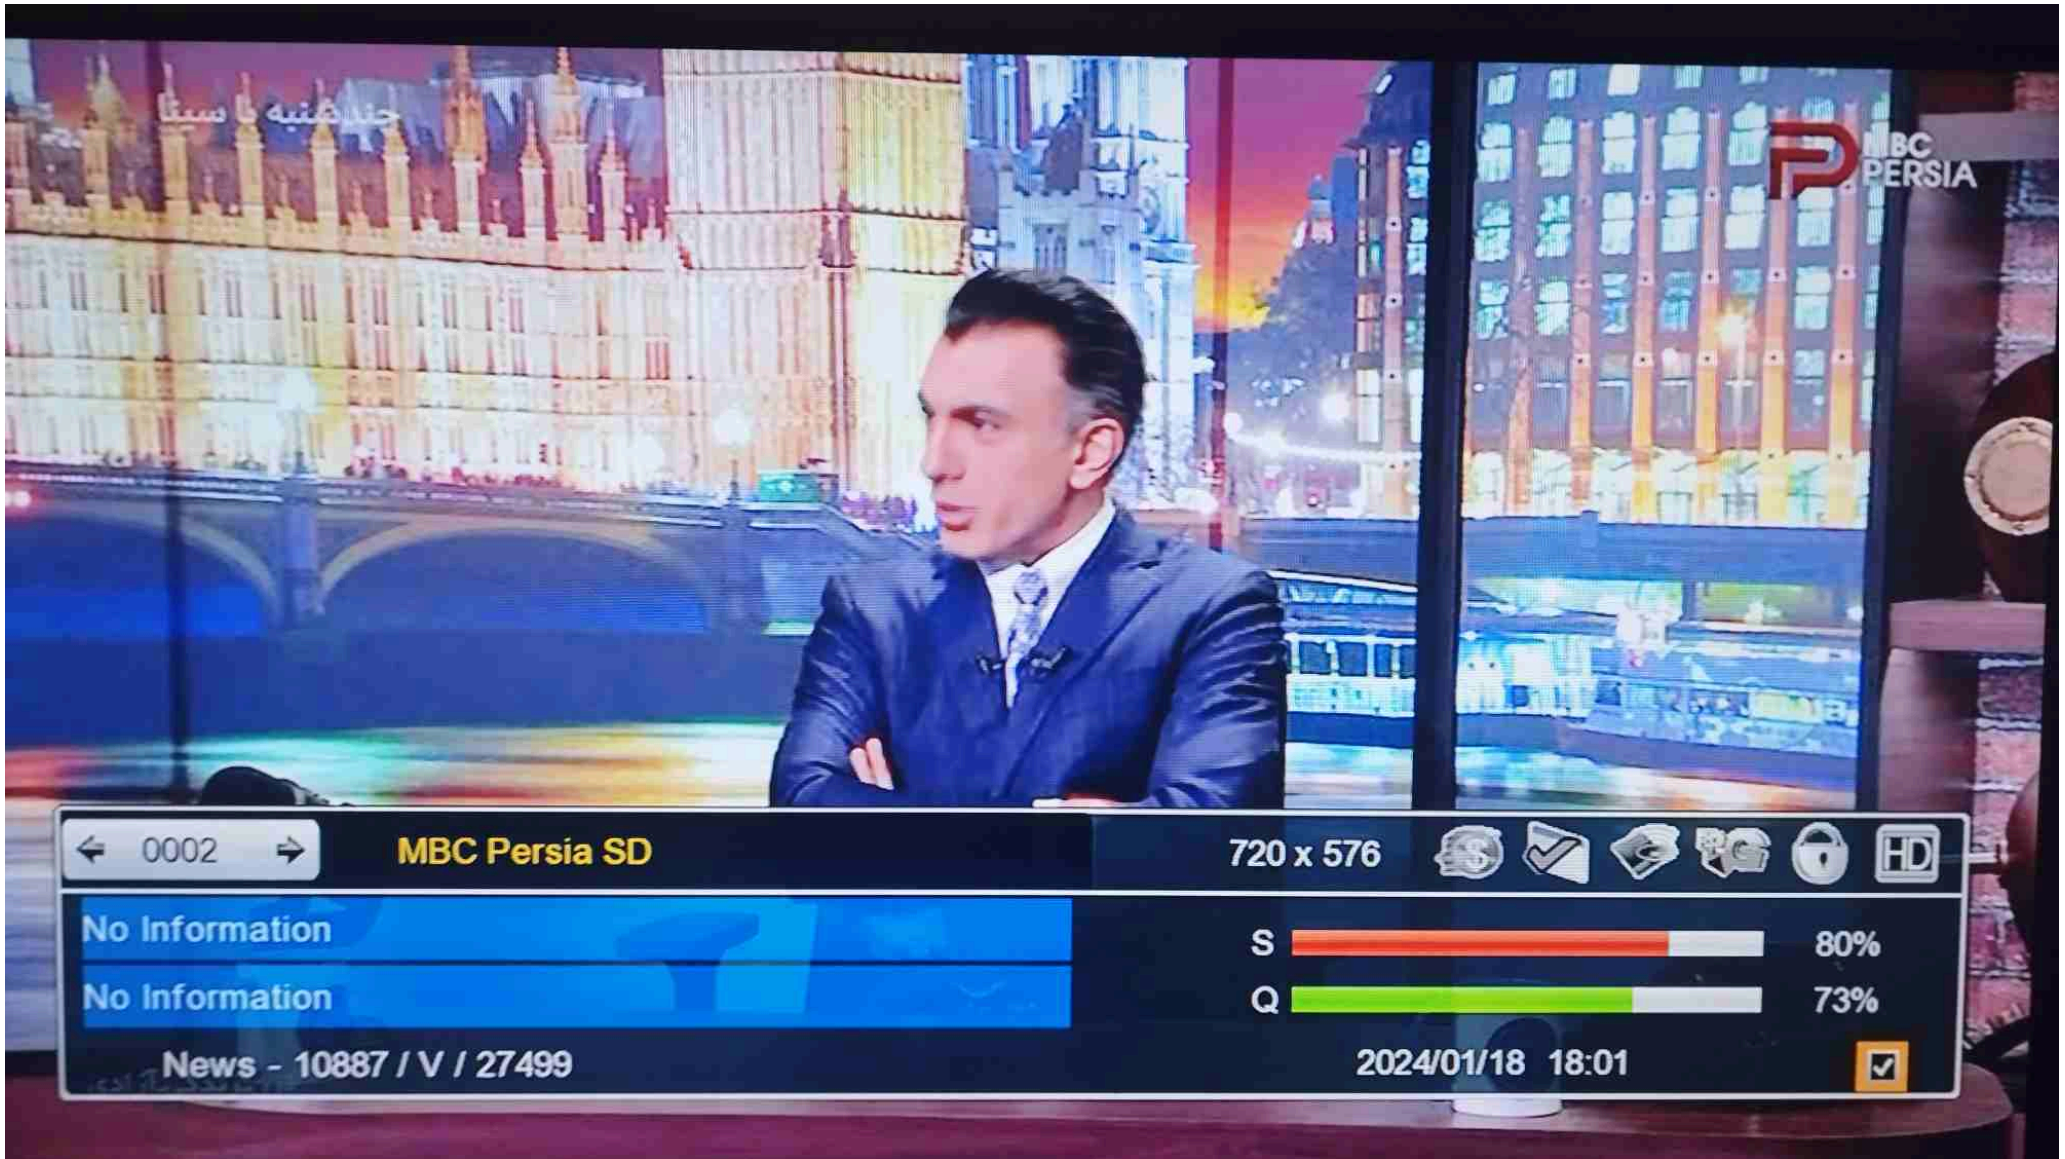 چندشنبه با سینا
MBC
PERSIA
0002
MBC Persia SD
720 x 576
HD
No Information
No Information
S 80%
Q 73%
News - 10887 / V / 27499
2024/01/18 18:01